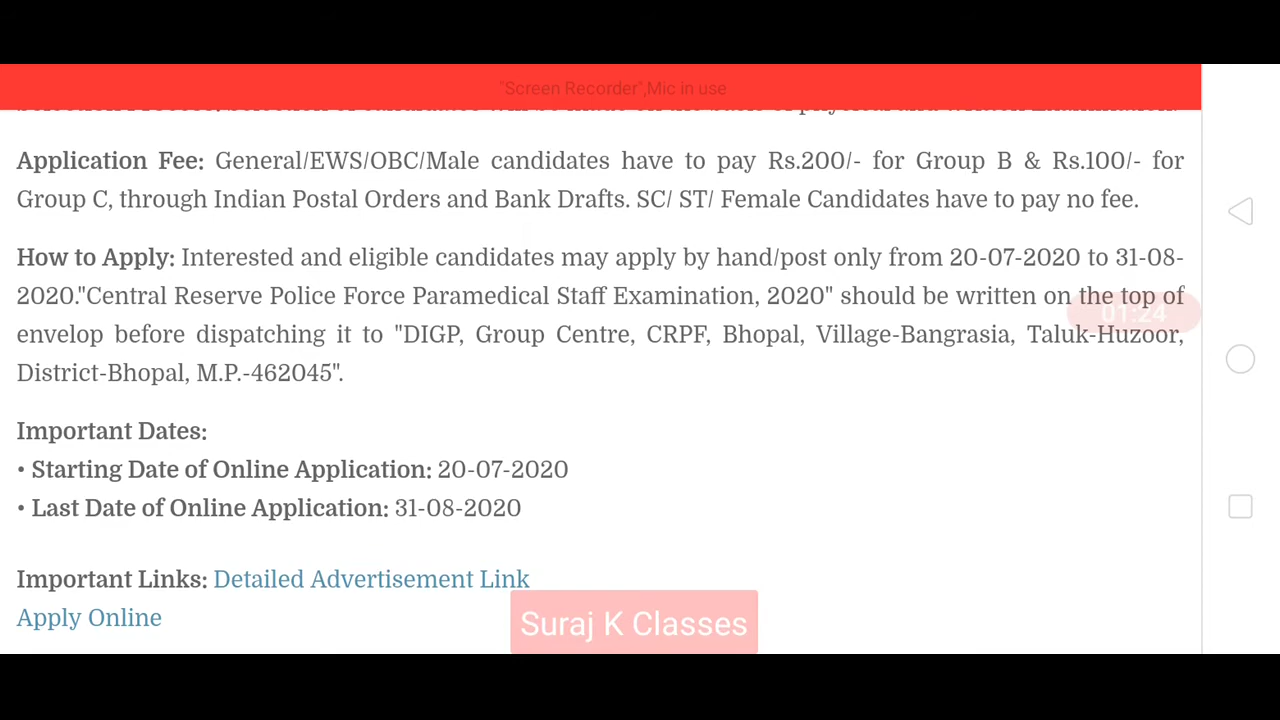 "Screen Recorder",Mic in use
Application Fee: General/EWS/OBC/Male candidates have to pay Rs.200/- for Group B & Rs.100/- for
Group C, through Indian Postal Orders and Bank Drafts. SC/ ST/ Female Candidates have to pay no fee.
How to Apply: Interested and eligible candidates may apply by hand/post only from 20-07-2020 to 31-08-
2020."Central Reserve Police Force Paramedical Staff Examination, 2020" should be written on the top of
01:24
envelop before dispatching it to "DIGP, Group Centre, CRPF, Bhopal, Village-Bangrasia, Taluk-Huzoor,
District-Bhopal, M.P.-462045".
Important Dates:
• Starting Date of Online Application: 20-07-2020
• Last Date of Online Application: 31-08-2020
Important Links: Detailed Advertisement Link
Apply Online
Suraj K Classes